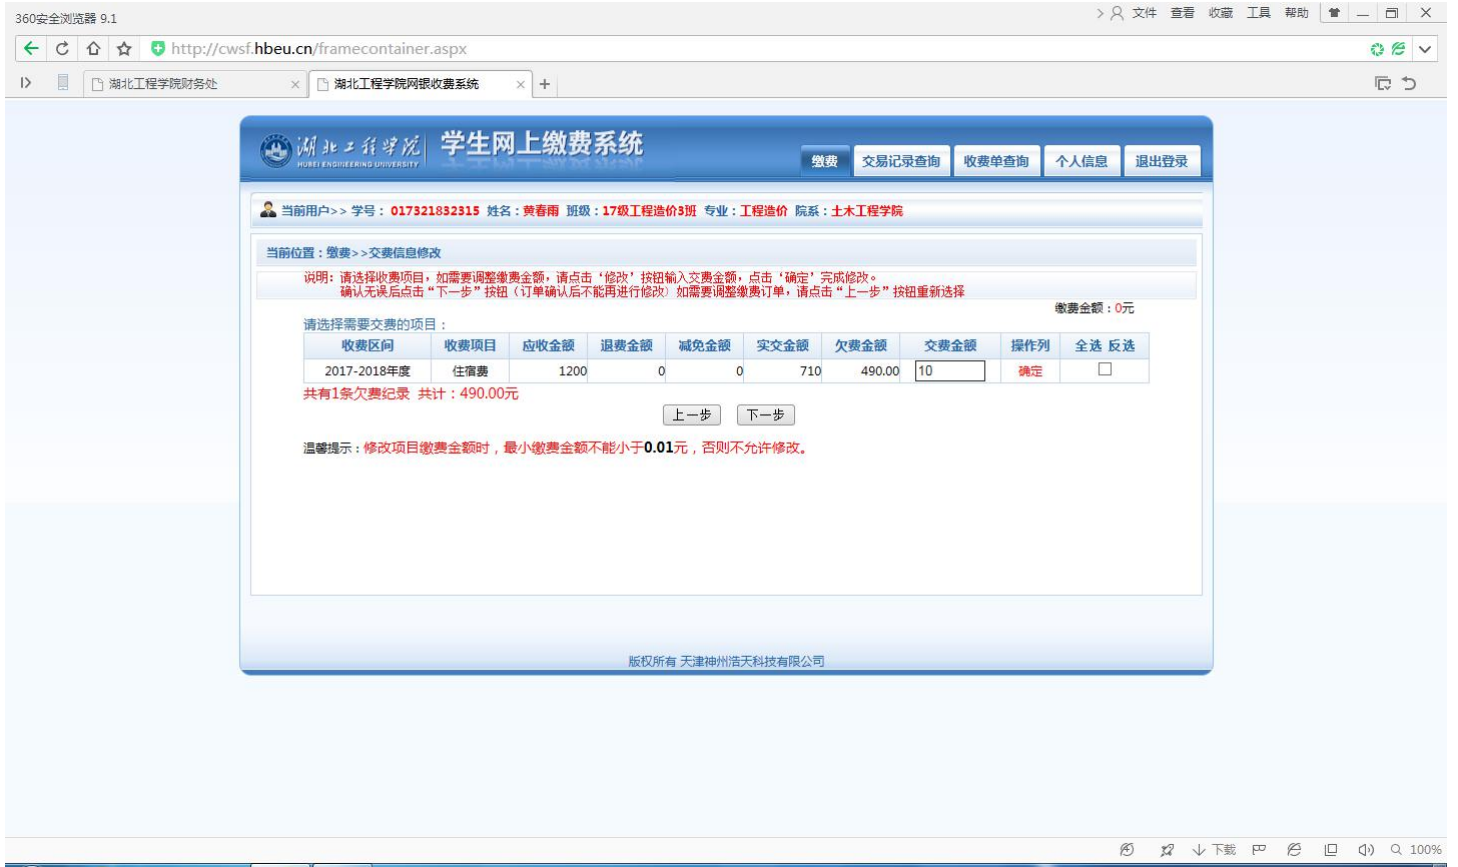 360安全浏览器 9.1
文件 查看 收藏 工具 帮助
http://cwsf.hbeu.cn/framecontainer.aspx
湖北工程学院财务处
湖北工程学院网银收费系统
湖北工程学院 学生网上缴费系统
HUBEI ENGINEERING UNIVERSITY
缴费 交易记录查询 收费单查询 个人信息 退出登录
当前用户>> 学号：017321832315 姓名：黄春雨 班级：17级工程造价3班 专业：工程造价 院系：土木工程学院
当前位置：缴费>>交费信息修改
说明：请选择收费项目，如需要调整缴费金额，请点击‘修改’按钮输入交费金额，点击‘确定’完成修改。
确认无误后点击“下一步”按钮（订单确认后不能再进行修改）如需要调整缴费订单，请点击“上一步”按钮重新选择
缴费金额：0元
请选择需要交费的项目：
收费区间 收费项目 应收金额 退费金额 减免金额 实交金额 欠费金额 交费金额 操作列 全选 反选
2017-2018年度 住宿费 1200 0 0 710 490.00 10 确定
共有1条欠费纪录 共计：490.00元
上一步 下一步
温馨提示：修改项目缴费金额时，最小缴费金额不能小于0.01元，否则不允许修改。
版权所有 天津神州浩天科技有限公司
下载 100%